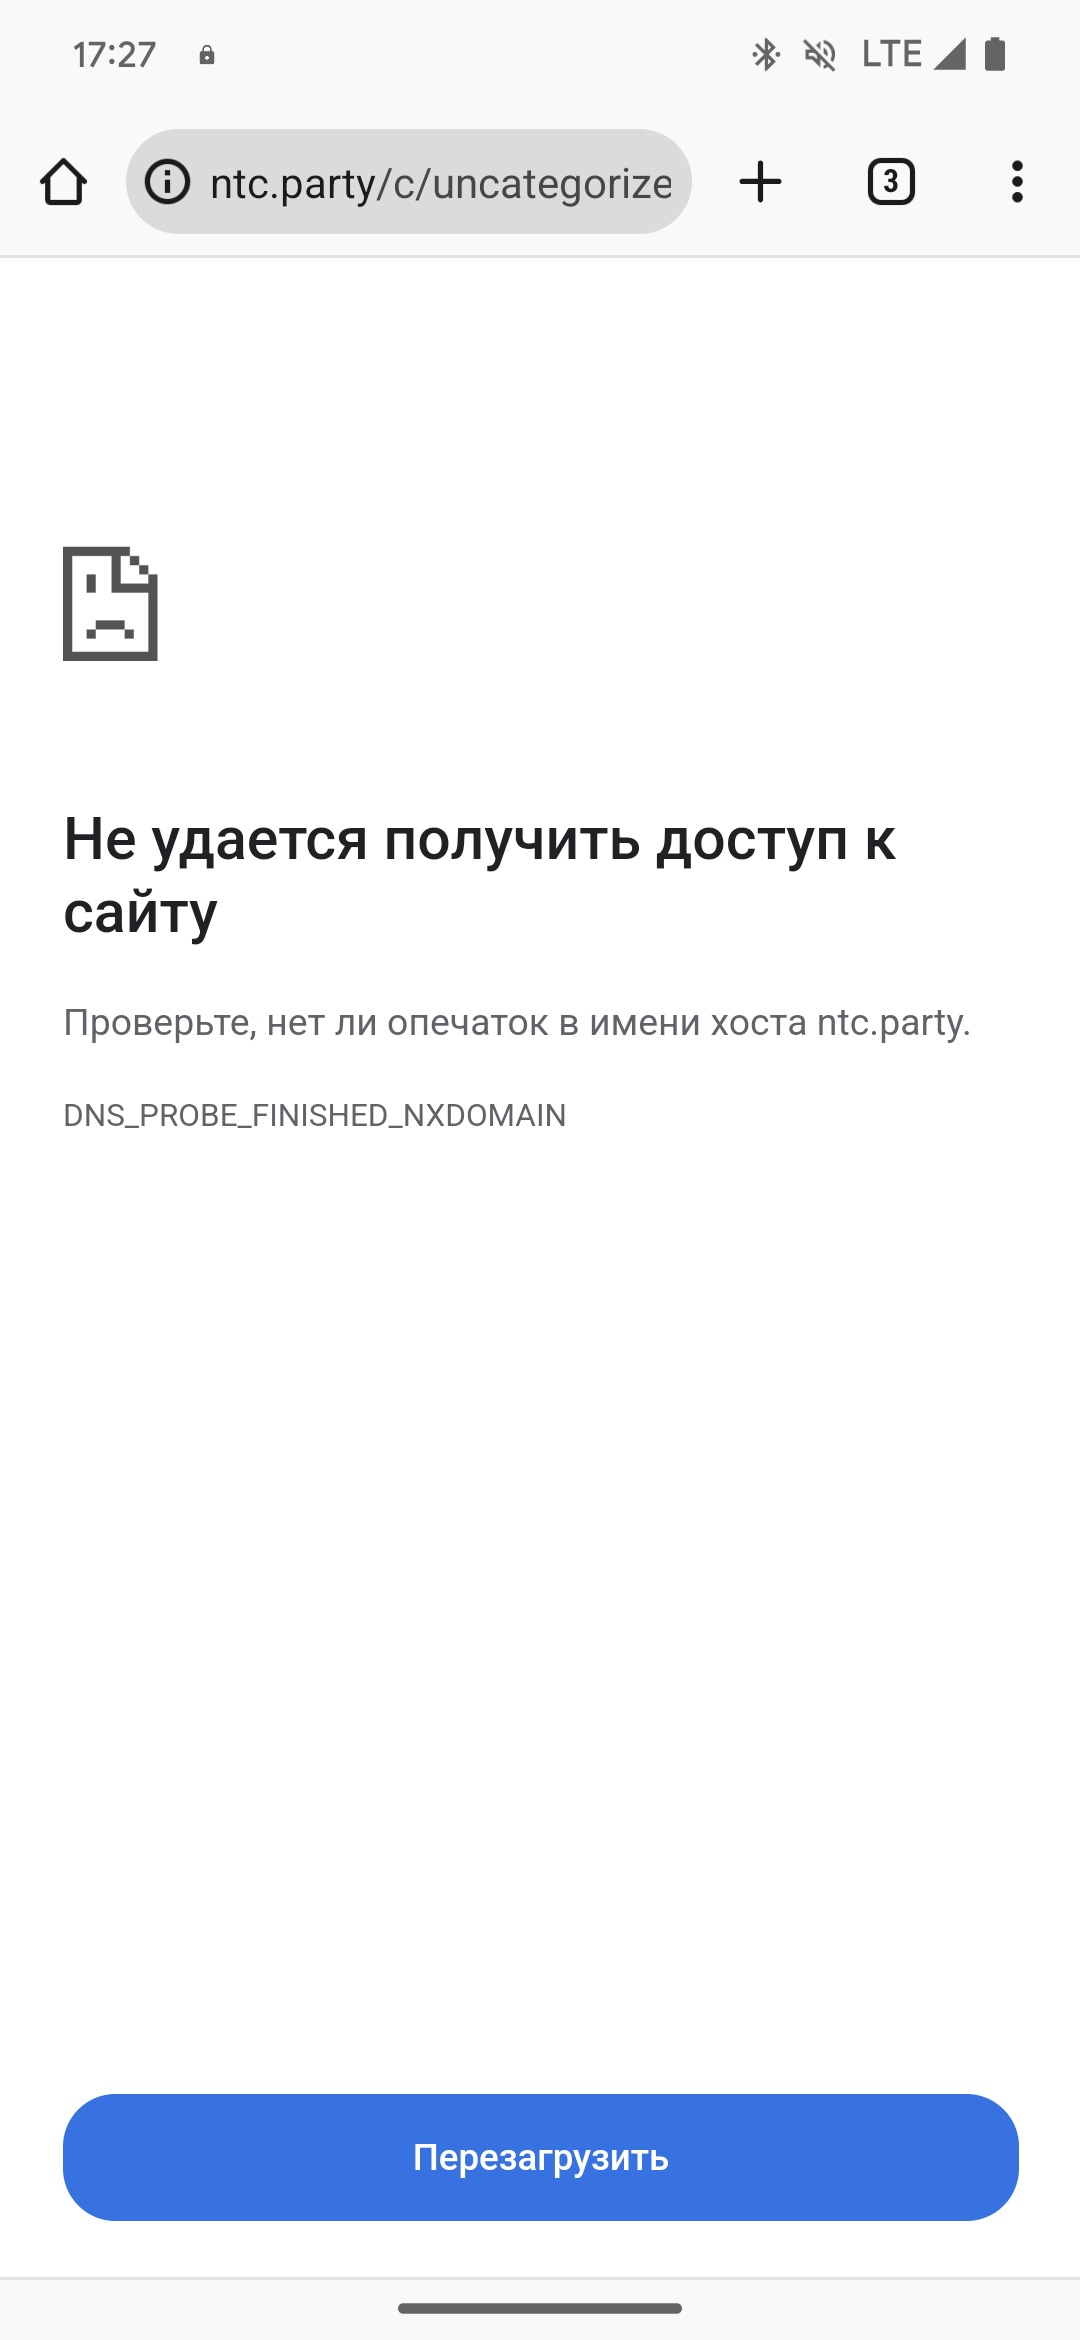 17:27 LTE
ntc.party/c/uncategorize
3
Не удается получить доступ к
сайту
Проверьте, нет ли опечаток в имени хоста ntc.party.
DNS_PROBE_FINISHED_NXDOMAIN
Перезагрузить